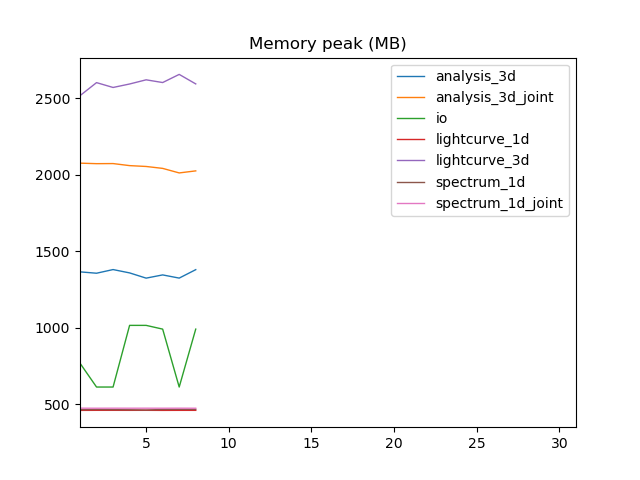 Memory peak (MB)
analysis_3d
analysis_3d_joint
io
lightcurve_1d
lightcurve_3d
spectrum_1d
spectrum_1d_joint
2500
2000
1500
1000
500
5 10 15 20 25 30